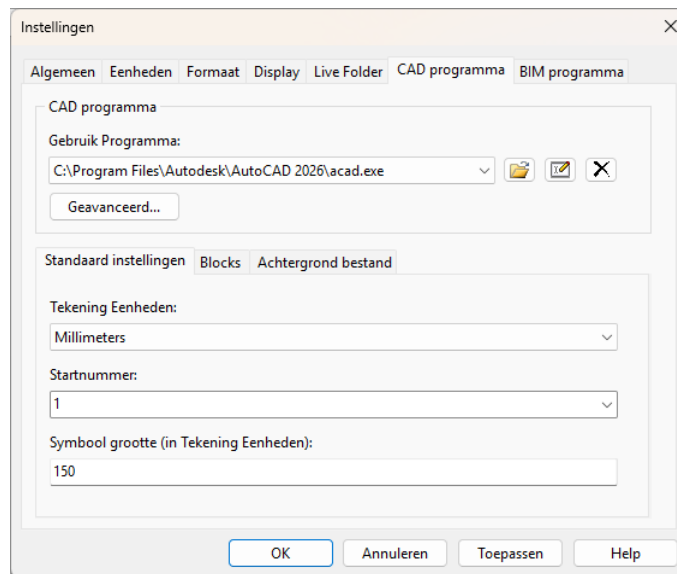 Instellingen
Algemeen Eenheden Formaat Display Live Folder CAD programma BIM programma
CAD programma
Gebruik Programma:
C:\Program Files\Autodesk\AutoCAD 2026\acad.exe
Geavanceerd...
Standaard instellingen Blocks Achtergrond bestand
Tekening Eenheden:
Millimeters
Startnummer:
1
Symbool grootte (in Tekening Eenheden):
150
OK Annuleren Toepassen Help